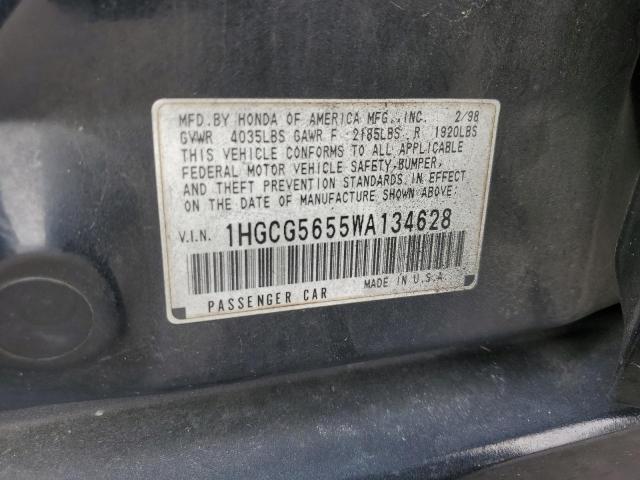 MFD. BY HONDA OF AMERICA MFG., INC. 2/98
GVWR 4035LBS GAWR F 2185LBS R 1920LBS
THIS VEHICLE CONFORMS TO ALL APPLICABLE
FEDERAL MOTOR VEHICLE SAFETY, BUMPER,
AND THEFT PREVENTION STANDARDS IN EFFECT
ON THE DATE OF MANUFACTURE SHOWN ABOVE.
V.I.N. 1HGCG5655WA134628
PASSENGER CAR MADE IN U.S.A.